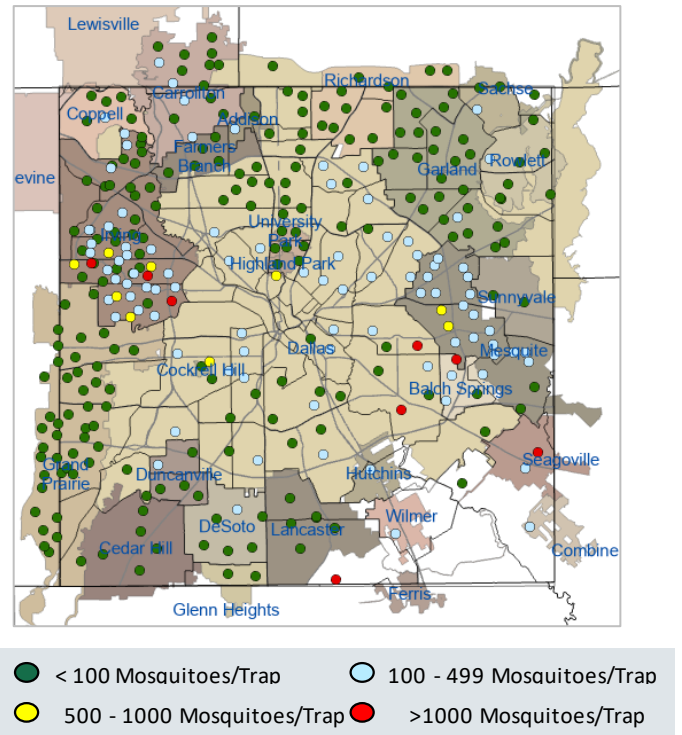 Lewisville
Richardson
Carrollton
Sachse
Coppell
Addison
Farmers
Branch
Garland
Rowlett
evine
University
Park
Irving
Highland Park
Sunnyvale
Dallas
Mesquite
Cockrell Hill
Balch Springs
Grand
Prairie
Duncanville
Hutchins
Seagoville
DeSoto
Lancaster
Wilmer
Cedar Hill
Combine
Ferris
Glenn Heights
< 100 Mosquitoes/Trap
100 - 499 Mosquitoes/Trap
500 - 1000 Mosquitoes/Trap
>1000 Mosquitoes/Trap